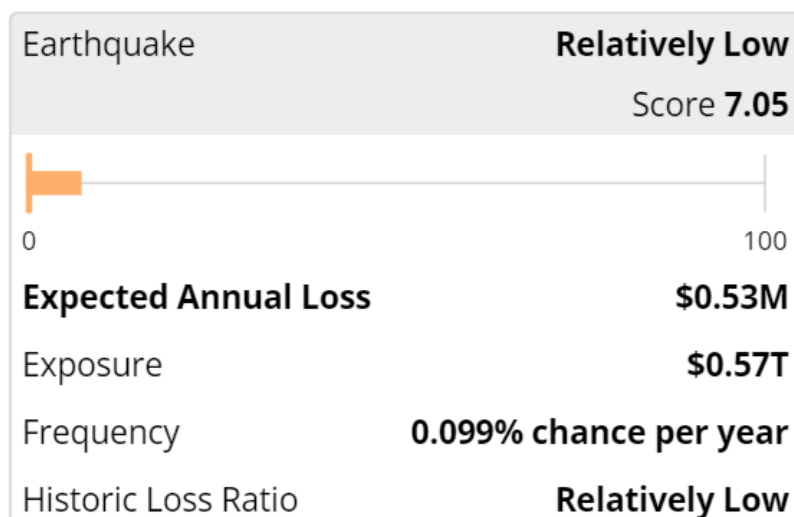 Earthquake Relatively Low
Score 7.05
0 100
Expected Annual Loss $0.53M
Exposure $0.57T
Frequency 0.099% chance per year
Historic Loss Ratio Relatively Low